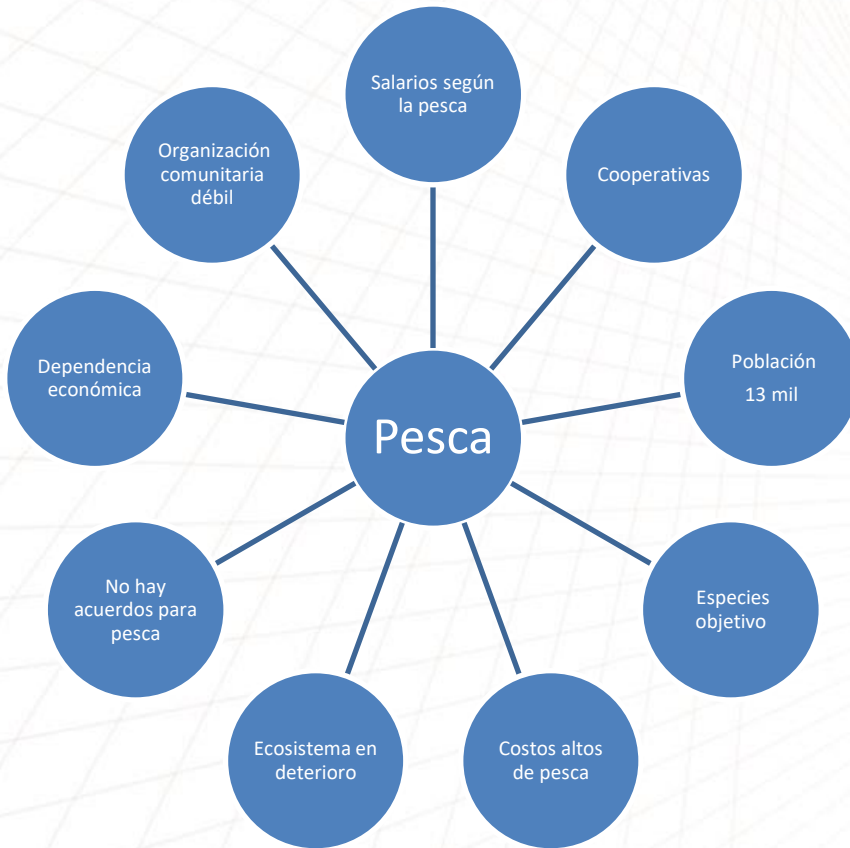 Salarios según
la pesca
Cooperativas
Población
13 mil
Especies
objetivo
Costos altos
de pesca
Ecosistema en
deterioro
No hay
acuerdos para
pesca
Dependencia
económica
Organización
comunitaria
débil
Pesca